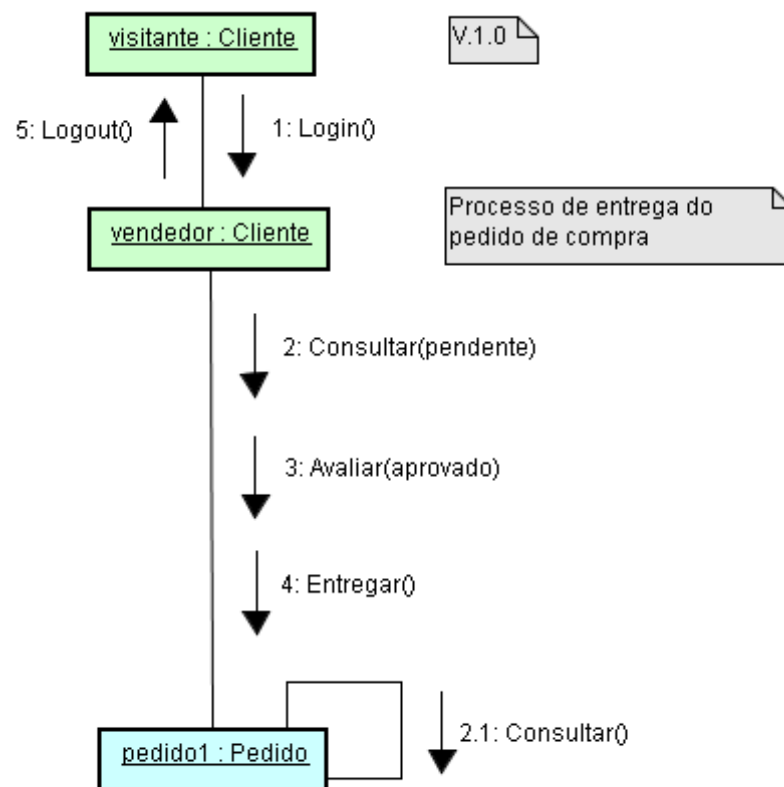 visitante : Cliente
V.1.0
5: Logout()
1: Login()
vendedor : Cliente
Processo de entrega do
pedido de compra
2: Consultar(pendente)
3: Avaliar(aprovado)
4: Entregar()
2.1: Consultar()
pedido1 : Pedido